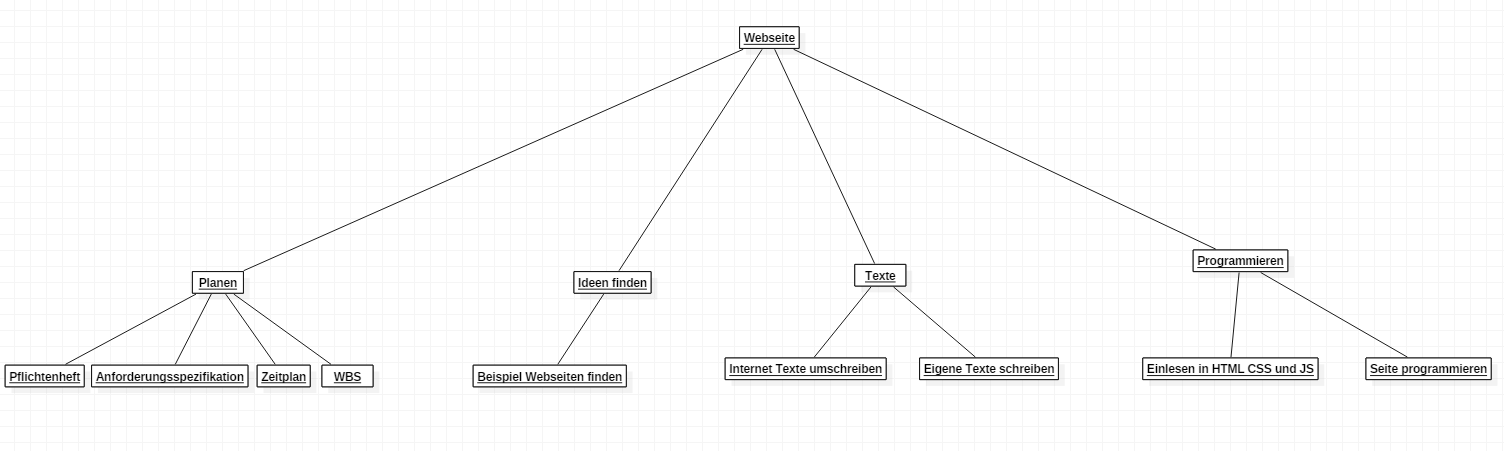 Webseite
Planen
Ideen finden
Texte
Programmieren
Pflichtenheft
Anforderungsspezifikation
Zeitplan
WBS
Beispiel Webseiten finden
Internet Texte umschreiben
Eigene Texte schreiben
Einlesen in HTML CSS und JS
Seite programmieren